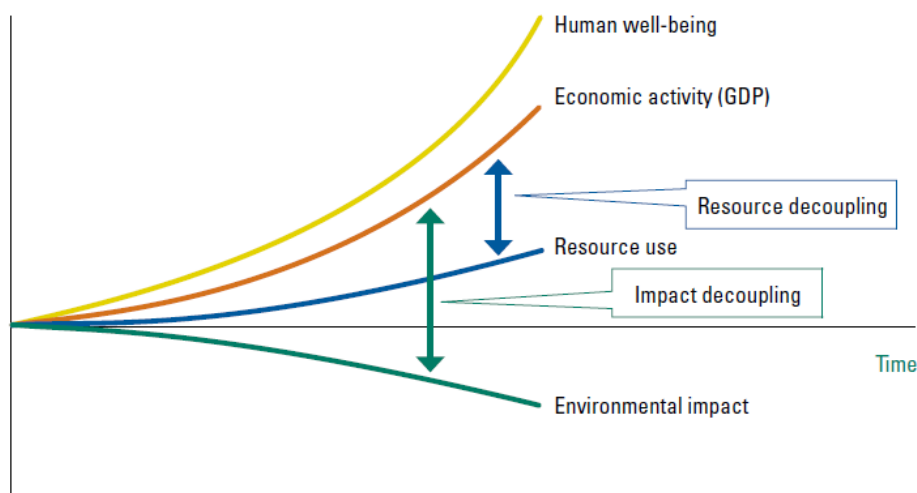 Human well-being
Economic activity (GDP)
Resource decoupling
Resource use
Impact decoupling
Time
Environmental impact